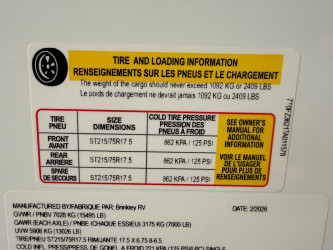 TIRE AND LOADING INFORMATION
RENSEIGNEMENTS SUR LES PNEUS ET LE CHARGEMENT
The weight of the cargo should never exceed 1092 KG or 2409 LBS
Le poids de chargement ne devrait jamais 1092 KG ou 2409 LBS
TIRE PNEU SIZE DIMENSIONS COLD TIRE PRESSURE PRESSION DES PNEUS À FROID
FRONT AVANT ST215/75R17.5 862 KPA / 125 PSI
REAR ARRIÈRE ST215/75R17.5 862 KPA / 125 PSI
SPARE DE SECOURS ST215/75R17.5 862 KPA / 125 PSI
SEE OWNER'S
MANUAL FOR
ADDITIONAL
INFORMATION
VOIR LE MANUEL
DE L'USAGER
POUR PLUS DE
RENSEIGNEMENTS
MANUFACTURED BY/FABRIQUE PAR: Brinkley RV DATE: 2/2026
GVWR / PNBV 7028 KG (15495 LB)
GAWR (EACH AXLE) / PNBE (CHAQUE ESSIEU) 3175 KG (7000 LB)
UVW 5908 KG (13026 LB)
TIRE/PNEU ST215/75R17.5 RIM/JANTE 17.5 X 6.75 8-6.5